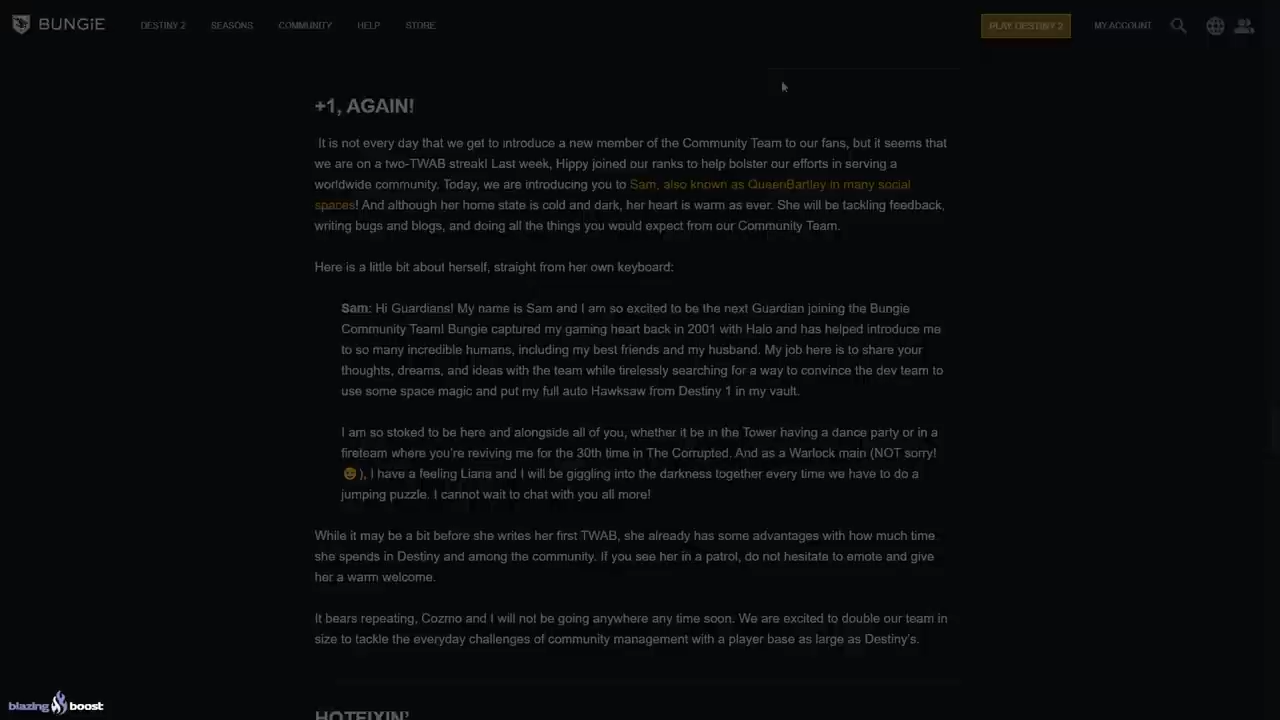 BUNGiE DESTINY 2 SEASONS COMMUNITY HELP STORE PLAY DESTINY 2 MY ACCOUNT
+1, AGAIN!
It is not every day that we get to introduce a new member of the Community Team to our fans, but it seems that
we are on a two-TWAB streak! Last week, Hippy joined our ranks to help bolster our efforts in serving a
worldwide community. Today, we are introducing you to Sam, also known as QueenBartley in many social
spaces! And although her home state is cold and dark, her heart is warm as ever. She will be tackling feedback,
writing bugs and blogs, and doing all the things you would expect from our Community Team.
Here is a little bit about herself, straight from her own keyboard:
Sam: Hi Guardians! My name is Sam and I am so excited to be the next Guardian joining the Bungie
Community Team! Bungie captured my gaming heart back in 2001 with Halo and has helped introduce me
to so many incredible humans, including my best friends and my husband. My job here is to share your
thoughts, dreams, and ideas with the team while tirelessly searching for a way to convince the dev team to
use some space magic and put my full auto Hawksaw from Destiny 1 in my vault.
I am so stoked to be here and alongside all of you, whether it be in the Tower having a dance party or in a
fireteam where you're reviving me for the 30th time in The Corrupted. And as a Warlock main (NOT sorry!
😉), I have a feeling Liana and I will be giggling into the darkness together every time we have to do a
jumping puzzle. I cannot wait to chat with you all more!
While it may be a bit before she writes her first TWAB, she already has some advantages with how much time
she spends in Destiny and among the community. If you see her in a patrol, do not hesitate to emote and give
her a warm welcome.
It bears repeating, Cozmo and I will not be going anywhere any time soon. We are excited to double our team in
size to tackle the everyday challenges of community management with a player base as large as Destiny's.
blazing boost
HOTFIXIN'